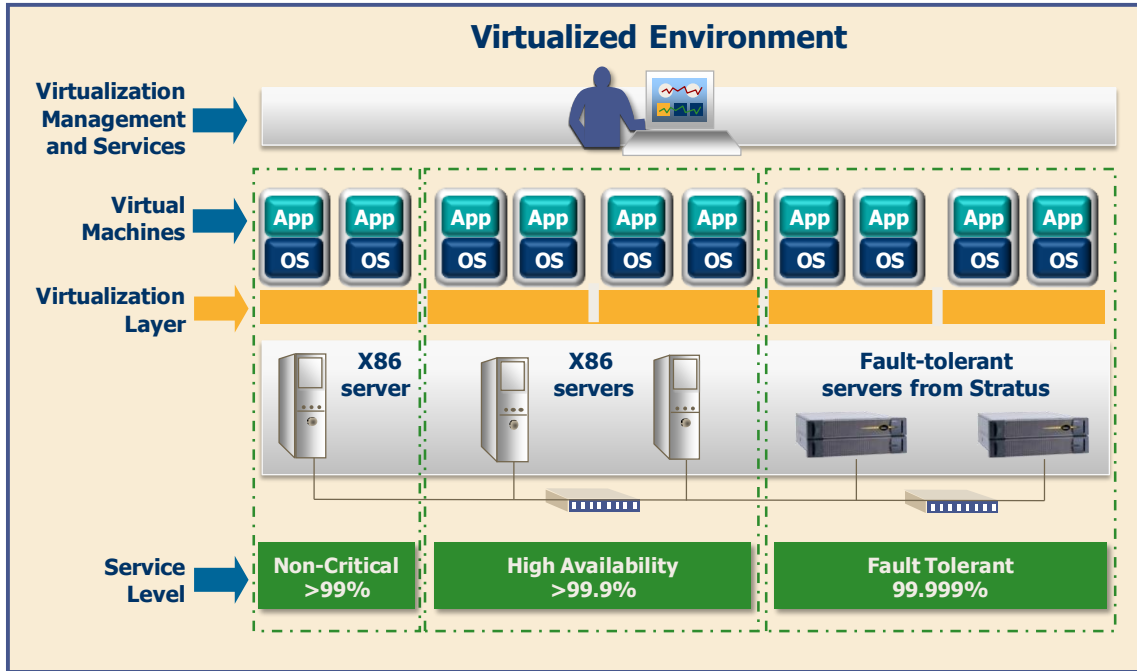 Virtualized Environment
Virtualization
Management
and Services
Virtual
Machines
App
App
App
App
App
App
App
App
App
App
OS
OS
OS
OS
OS
OS
OS
OS
OS
OS
Virtualization
Layer
X86
server
X86
servers
Fault-tolerant
servers from Stratus
Service
Level
Non-Critical
>99%
High Availability
>99.9%
Fault Tolerant
99.999%